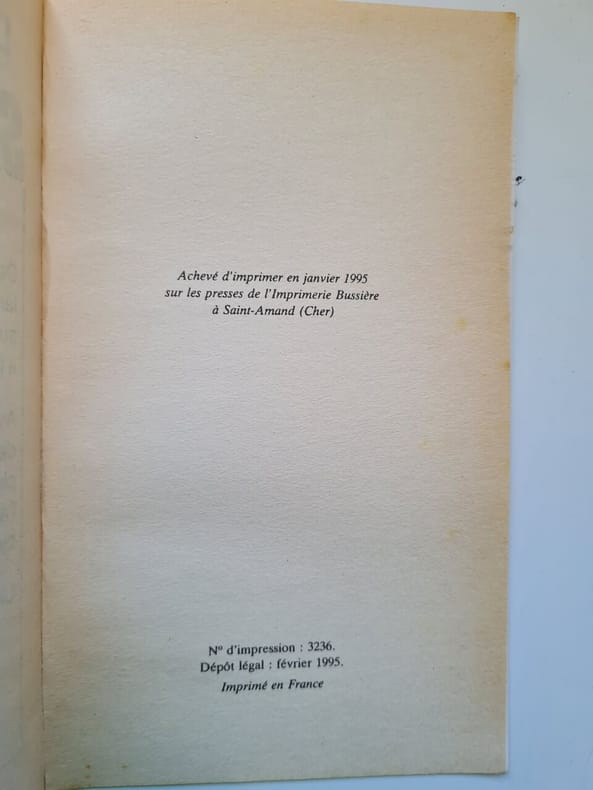 Achevé d'imprimer en janvier 1995
sur les presses de l'Imprimerie Bussière
à Saint-Amand (Cher)
Nº d'impression : 3236.
Dépôt légal : février 1995.
Imprimé en France